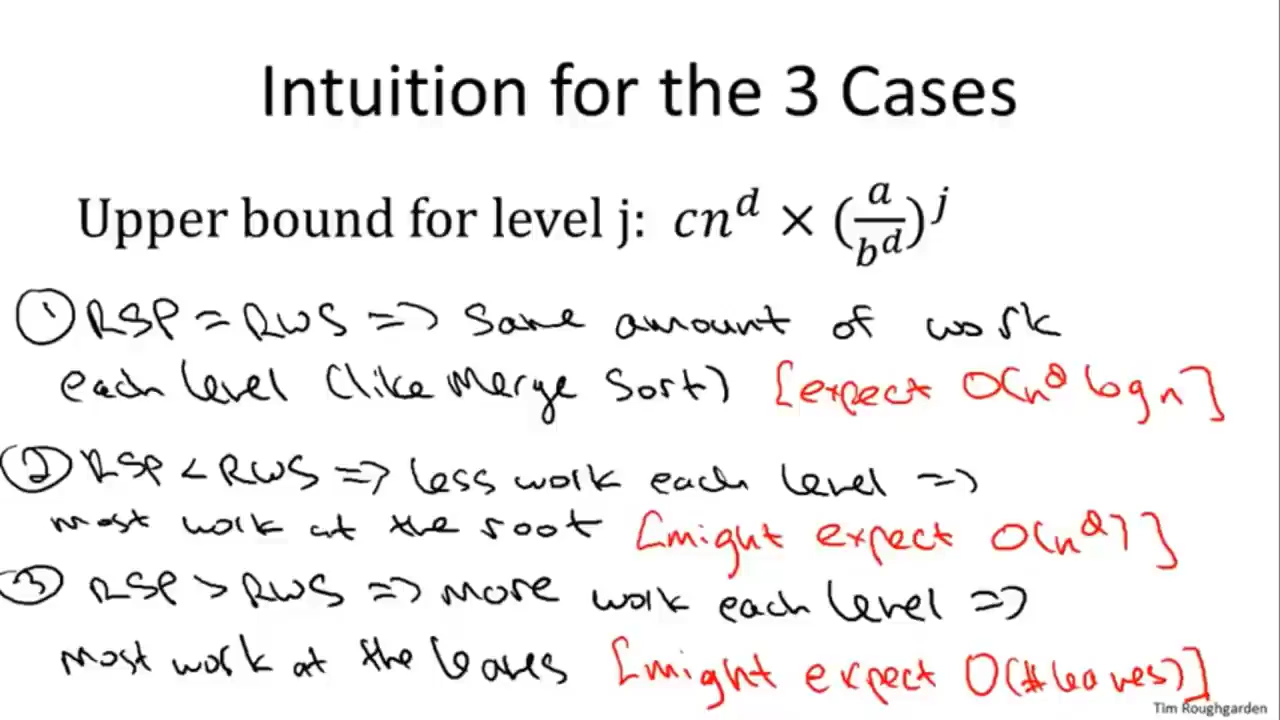 Intuition for the 3 Cases
Upper bound for level j: cn^d × (a/b^d)^j
① RSP = RWS => Same amount of work
each level (like Merge Sort) [expect O(n^d log n]
② RSP < RWS => less work each level =>
most work at the root [might expect O(n^d)]
③ RSP > RWS => more work each level =>
most work at the leaves [might expect O(# leaves)]
Tim Roughgarden